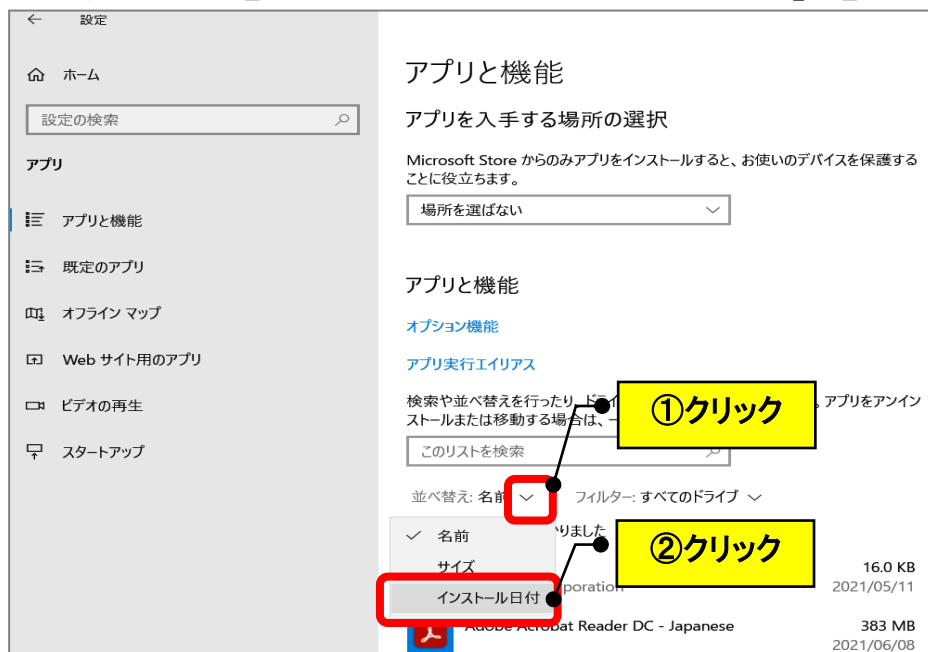 設定
ホーム
設定の検索
アプリ
アプリと機能
既定のアプリ
オフライン マップ
Web サイト用のアプリ
ビデオの再生
スタートアップ
アプリと機能
アプリを入手する場所の選択
Microsoft Store からのみアプリをインストールすると、お使いのデバイスを保護する
ことに役立ちます。
場所を選ばない
アプリと機能
オプション機能
アプリ実行エイリアス
検索や並べ替えを行ったり、ドライ
。アプリをアンイン
ストールまたは移動する場合は、
①クリック
このリストを検索
並べ替え: 名前
フィルター: すべてのドライブ
りました
名前
サイズ
インストール日付
②クリック
poration
16.0 KB
2021/05/11
Adobe Acrobat Reader DC - Japanese
383 MB
2021/06/08